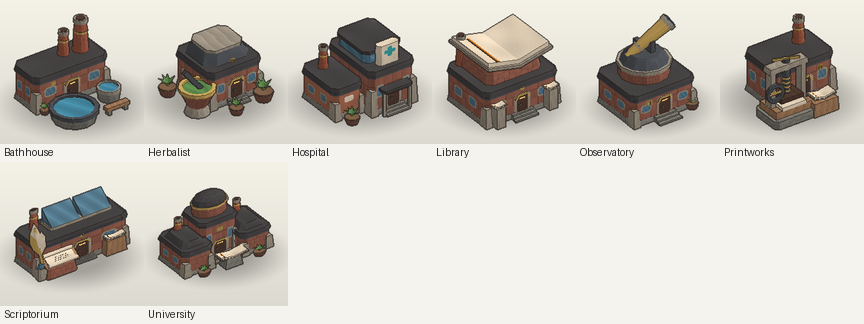 Bathhouse
Herbalist
Hospital
Library
Observatory
Printworks
Scriptorium
University